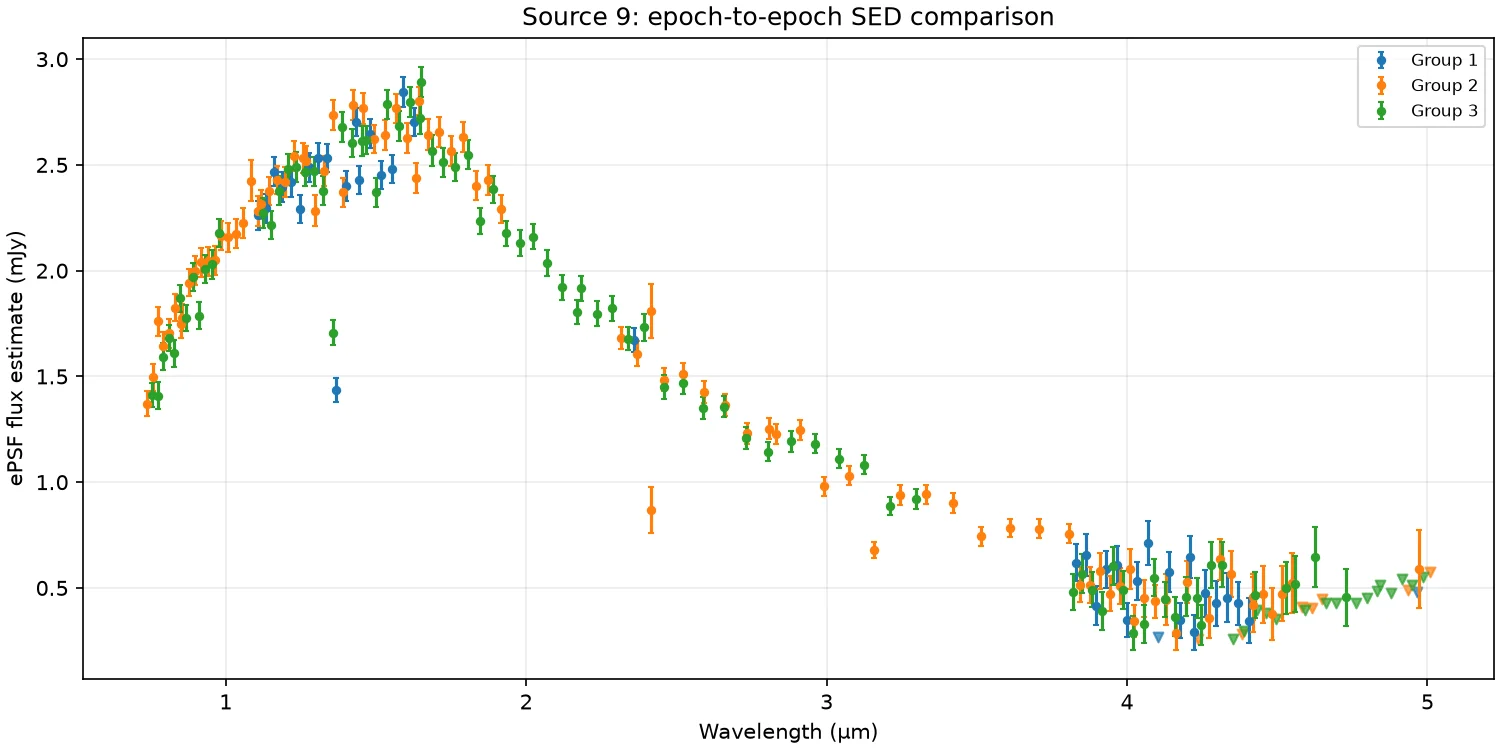 Source 9: epoch-to-epoch SED comparison
Group 1
Group 2
Group 3
ePSF flux estimate (mJy)
3.0
2.5
2.0
1.5
1.0
0.5
1 2 3 4 5
Wavelength (μm)